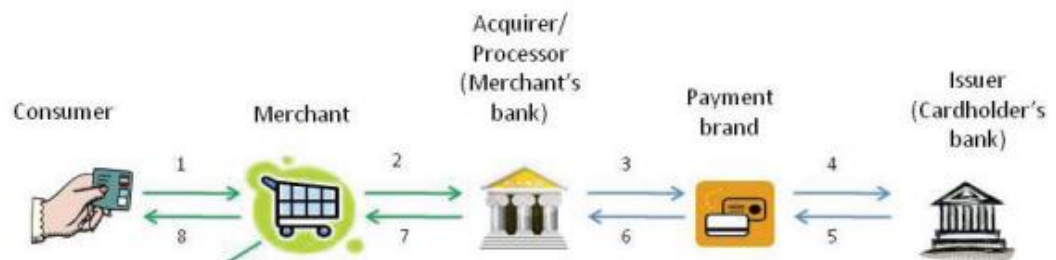 Acquirer/
Processor
(Merchant's
bank)
Issuer
(Cardholder's
bank)
Payment
brand
Consumer
Merchant
1
2
3
4
8
7
6
5